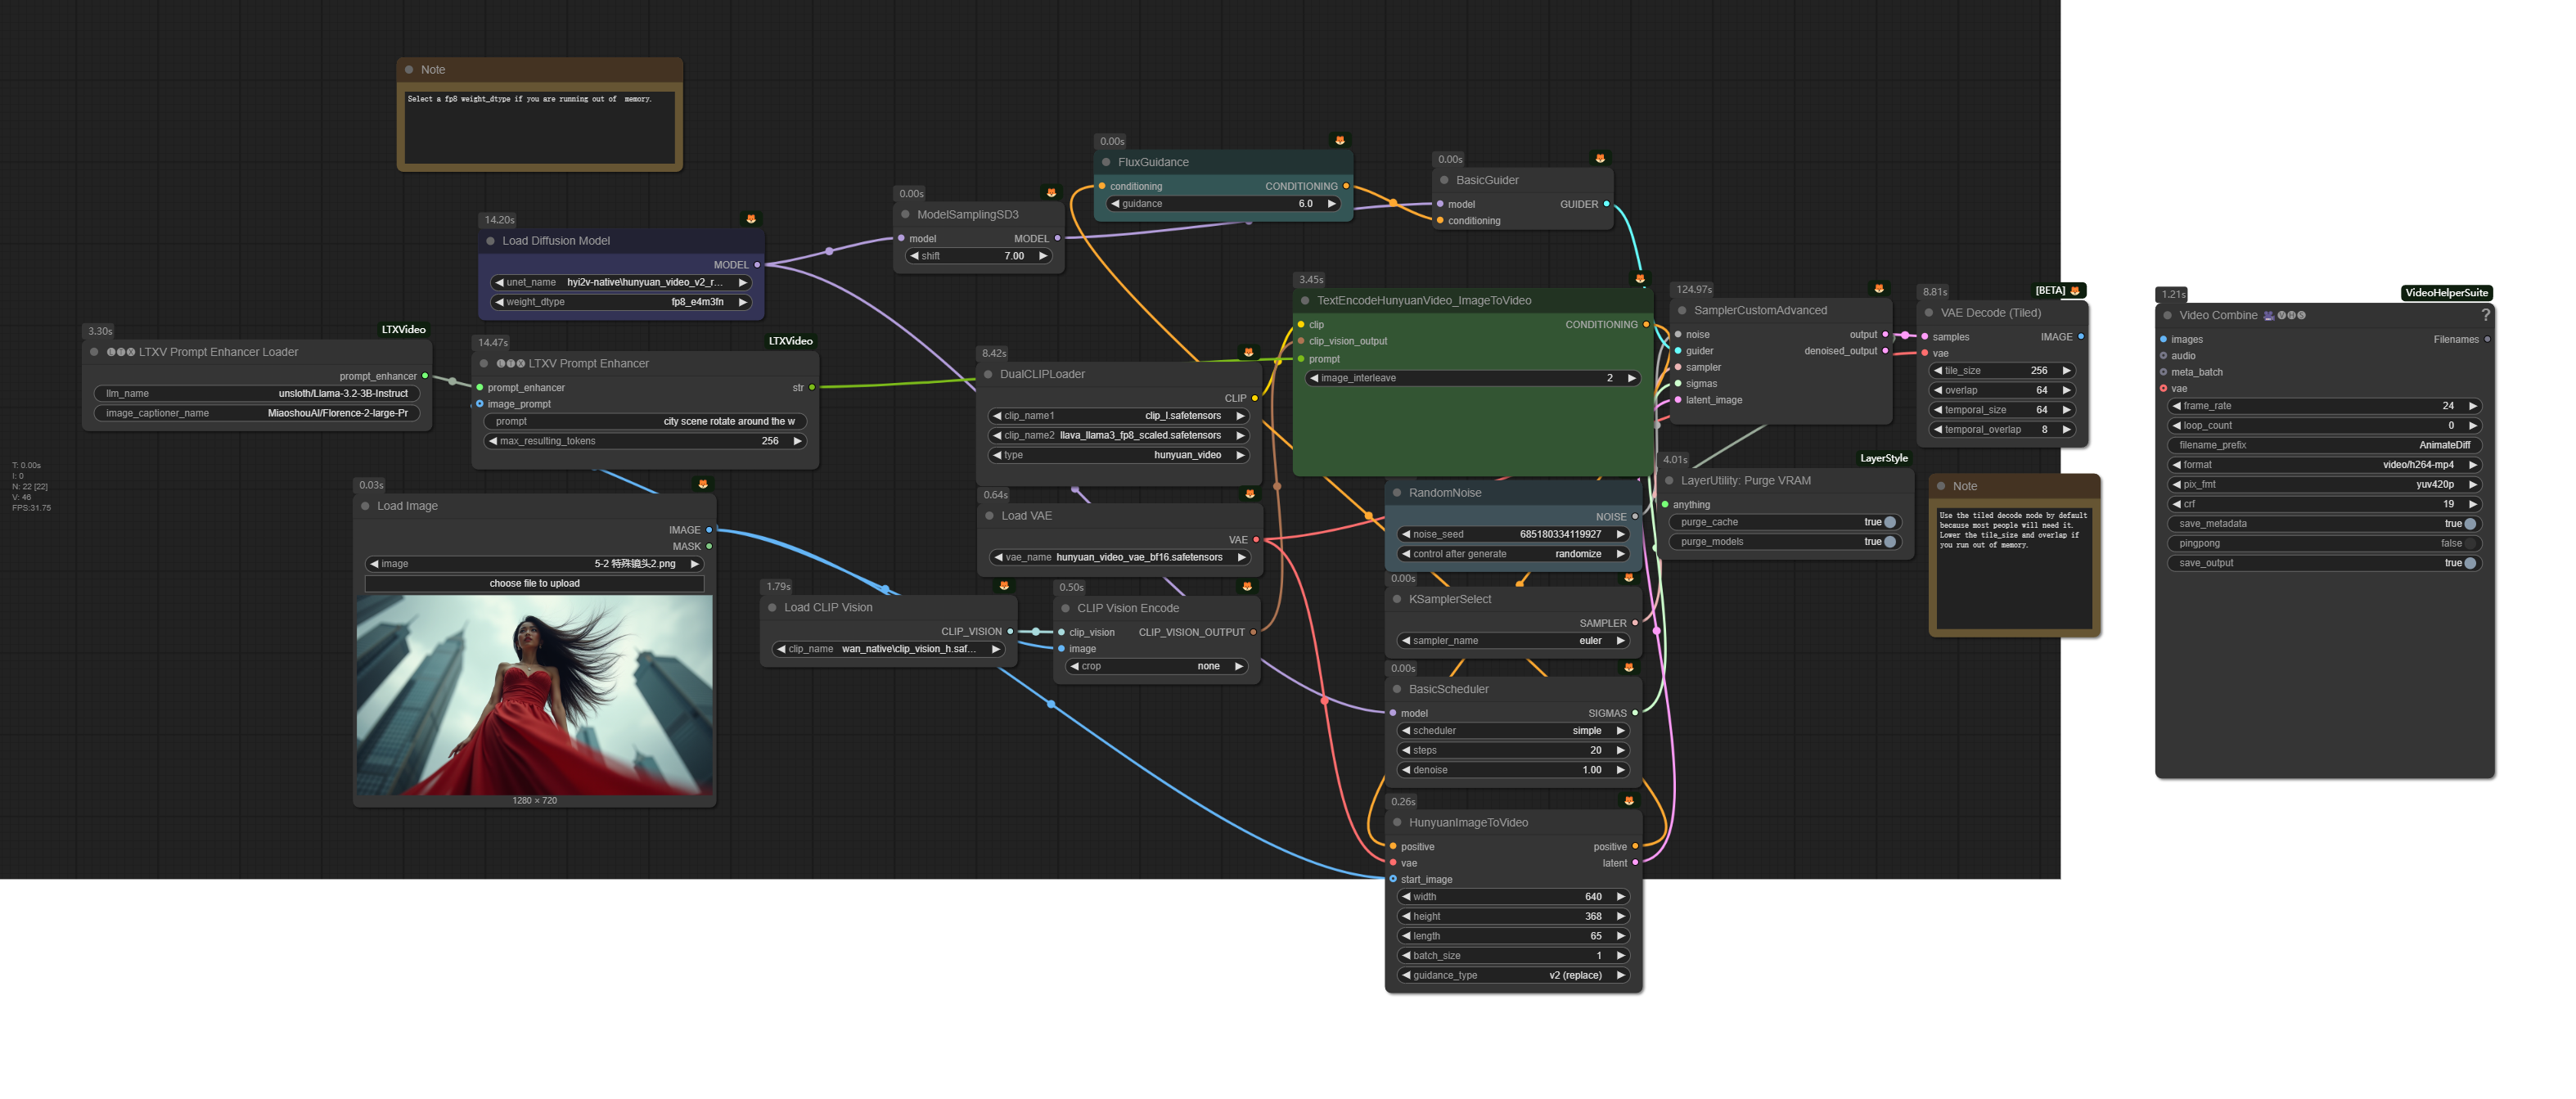 Note
Select a fp8 weight_dtype if you are running out of  memory.
14.20s
Load Diffusion Model
MODEL
unet_name hyi2v-native\hunyuan_video_v2_r...
weight_dtype fp8_e4m3fn
0.00s
ModelSamplingSD3
model MODEL
shift 7.00
0.00s
FluxGuidance
conditioning CONDITIONING
guidance 6.0
0.00s
BasicGuider
model GUIDER
conditioning
3.30s LTXVideo
LTX LTXV Prompt Enhancer Loader
prompt_enhancer
llm_name unsloth/Llama-3.2-3B-Instruct
image_captioner_name MiaoshouAI/Florence-2-large-Pr
14.47s LTXVideo
LTX LTXV Prompt Enhancer
prompt_enhancer str
image_prompt
prompt city scene rotate around the w
max_resulting_tokens 256
T: 0.00s
I: 0
N: 22 [22]
V: 46
FPS:31.75
0.03s
Load Image
IMAGE
MASK
image 5-2 特殊镜头2.png
choose file to upload
1280 × 720
8.42s
DualCLIPLoader
CLIP
clip_name1 clip_l.safetensors
clip_name2 llava_llama3_fp8_scaled.safetensors
type hunyuan_video
0.64s
Load VAE
VAE
vae_name hunyuan_video_vae_bf16.safetensors
1.79s
Load CLIP Vision
CLIP_VISION
clip_name wan_native\clip_vision_h.saf...
0.50s
CLIP Vision Encode
clip_vision CLIP_VISION_OUTPUT
image
crop none
3.45s
TextEncodeHunyuanVideo_ImageToVideo
clip CONDITIONING
clip_vision_output
prompt
image_interleave 2
RandomNoise
NOISE
noise_seed 685180334119927
control after generate randomize
0.00s
KSamplerSelect
SAMPLER
sampler_name euler
0.00s
BasicScheduler
model SIGMAS
scheduler simple
steps 20
denoise 1.00
0.26s
HunyuanImageToVideo
positive positive
vae latent
start_image
width 640
height 368
length 65
batch_size 1
guidance_type v2 (replace)
124.97s
SamplerCustomAdvanced
noise output
guider denoised_output
sampler
sigmas
latent_image
4.01s LayerStyle
LayerUtility: Purge VRAM
anything
purge_cache true
purge_models true
8.81s [BETA]
VAE Decode (Tiled)
samples IMAGE
vae
tile_size 256
overlap 64
temporal_size 64
temporal_overlap 8
Note
Use the tiled decode node by default
because most people will need it.
Lower the tile_size and overlap if
you run out of memory.
1.21s VideoHelperSuite
Video Combine VHS ?
images Filenames
audio
meta_batch
vae
frame_rate 24
loop_count 0
filename_prefix AnimateDiff
format video/h264-mp4
pix_fmt yuv420p
crf 19
save_metadata true
pingpong false
save_output true